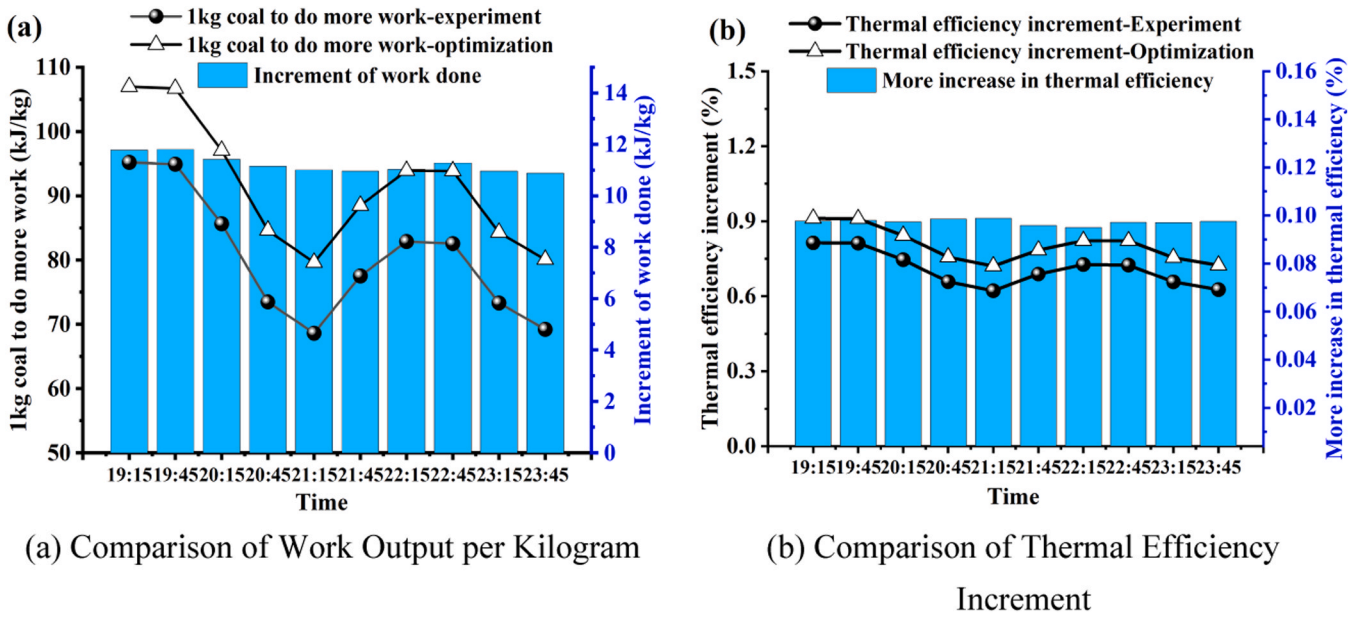 (a)
1kg coal to do more work-experiment
1kg coal to do more work-optimization
Increment of work done
110
100
90
80
70
60
50
1kg coal to do more work (kJ/kg)
14
12
10
8
6
4
2
0
Increment of work done (kJ/kg)
19:15 19:45 20:15 20:45 21:15 21:45 22:15 22:45 23:15 23:45
Time
(a) Comparison of Work Output per Kilogram
(b)
Thermal efficiency increment-Experiment
Thermal efficiency increment-Optimization
More increase in thermal efficiency
1.5
1.2
0.9
0.6
0.3
0.0
Thermal efficiency increment (%)
0.16
0.14
0.12
0.10
0.08
0.06
0.04
0.02
More increase in thermal efficiency (%)
19:15 19:45 20:15 20:45 21:15 21:45 22:15 22:45 23:15 23:45
Time
(b) Comparison of Thermal Efficiency
Increment